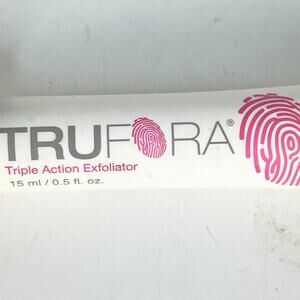 TRUFORA®
Triple Action Exfoliator
15 ml / 0.5 fl. oz.